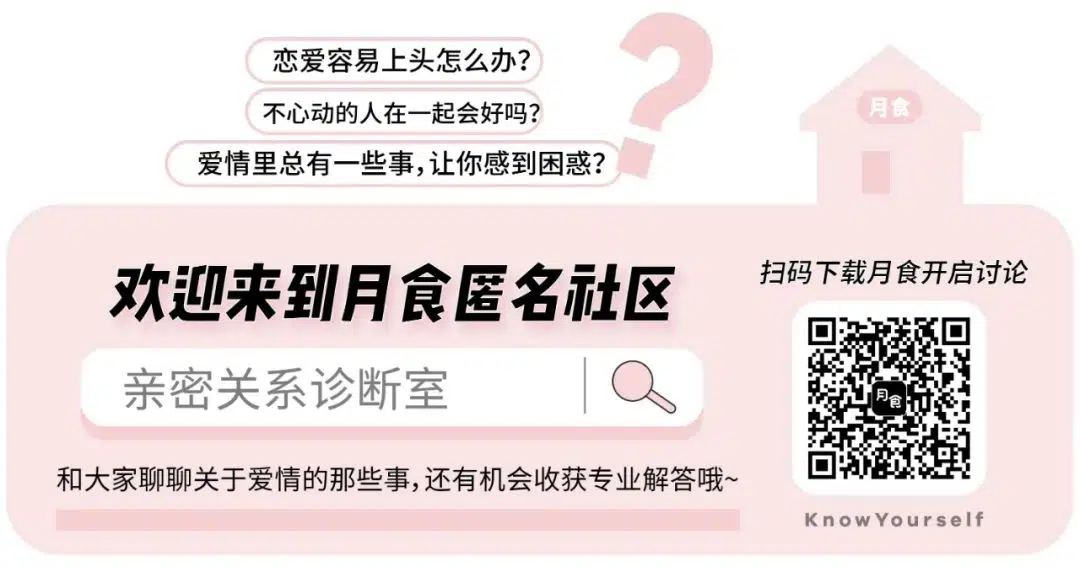 恋爱容易上头怎么办？
不心动的人在一起会好吗？
爱情里总有一些事，让你感到困惑？
?
月食
欢迎来到月食匿名社区
亲密关系诊断室
和大家聊聊关于爱情的那些事，还有机会收获专业解答哦~
扫码下载月食开启讨论
月食
KnowYourself